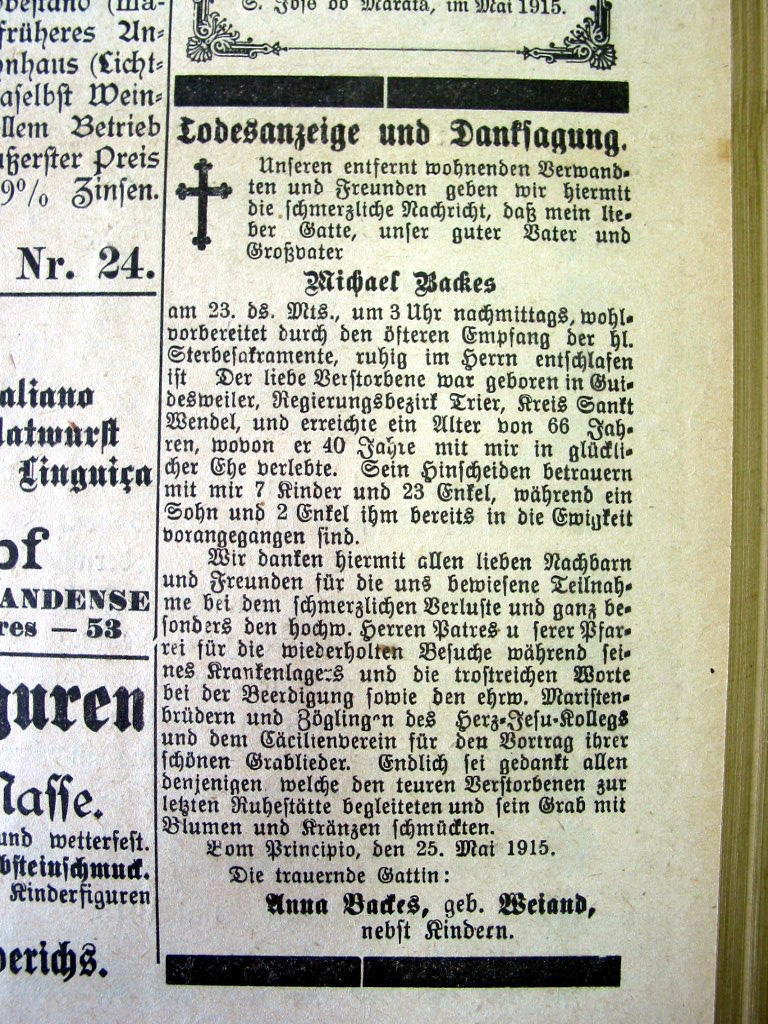 früheres An-
nhaus (Licht-
aselbst Wein-
llem Betrieb
ßerster Preis
9% Zinsen.
Nr. 24.
aliano
latwurst
Linguiça
of
ANDENSE
res — 53
guren
lasse.
und wetterfest.
bsteinschmuck.
Kinderfiguren
derichs.
S. José do Maratá, im Mai 1915.
Todesanzeige und Danksagung.
Unseren entfernt wohnenden Verwand-
ten und Freunden geben wir hiermit
die schmerzliche Nachricht, daß mein lie-
ber Gatte, unser guter Vater und
Großvater
Michael Backes
am 23. ds. Mts., um 3 Uhr nachmittags, wohl-
vorbereitet durch den öfteren Empfang der hl.
Sterbesakramente, ruhig im Herrn entschlafen
ist Der liebe Verstorbene war geboren in Gui-
desweiler, Regierungsbezirk Trier, Kreis Sankt
Wendel, und erreichte ein Alter von 66 Jah-
ren, wovon er 40 Jahre mit mir in glückli-
cher Ehe verlebte. Sein Hinscheiden betrauern
mit mir 7 Kinder und 23 Enkel, während ein
Sohn und 2 Enkel ihm bereits in die Ewigkeit
vorangegangen sind.
Wir danken hiermit allen lieben Nachbarn
und Freunden für die uns bewiesene Teilnah-
me bei dem schmerzlichen Verluste und ganz be-
sonders den hochw. Herren Patres u serer Pfar-
rei für die wiederholten Besuche während sei-
nes Krankenlagers und die trostreichen Worte
bei der Beerdigung sowie den ehrw. Maristen-
brüdern und Zöglingen des Herz-Jesu-Kollegs
und dem Cäcilienverein für den Vortrag ihrer
schönen Grablieder. Endlich sei gedankt allen
denjenigen welche den teuren Verstorbenen zur
letzten Ruhestätte begleiteten und sein Grab mit
Blumen und Kränzen schmückten.
Lom Principio, den 25. Mai 1915.
Die trauernde Gattin:
Anna Backes, geb. Weiand,
nebst Kindern.